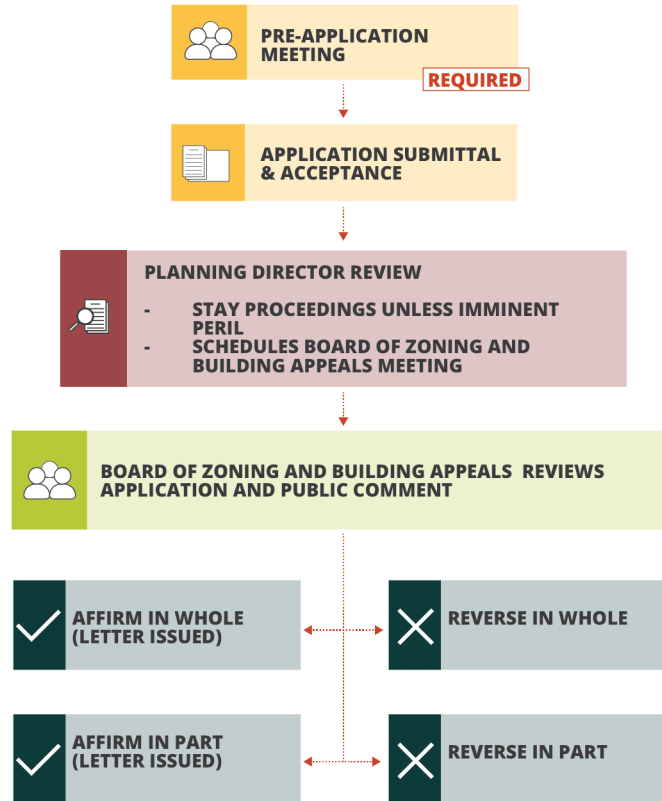 PRE-APPLICATION
MEETING
REQUIRED
APPLICATION SUBMITTAL
& ACCEPTANCE
PLANNING DIRECTOR REVIEW
- STAY PROCEEDINGS UNLESS IMMINENT
PERIL
- SCHEDULES BOARD OF ZONING AND
BUILDING APPEALS MEETING
BOARD OF ZONING AND BUILDING APPEALS REVIEWS
APPLICATION AND PUBLIC COMMENT
AFFIRM IN WHOLE
(LETTER ISSUED)
REVERSE IN WHOLE
AFFIRM IN PART
(LETTER ISSUED)
REVERSE IN PART